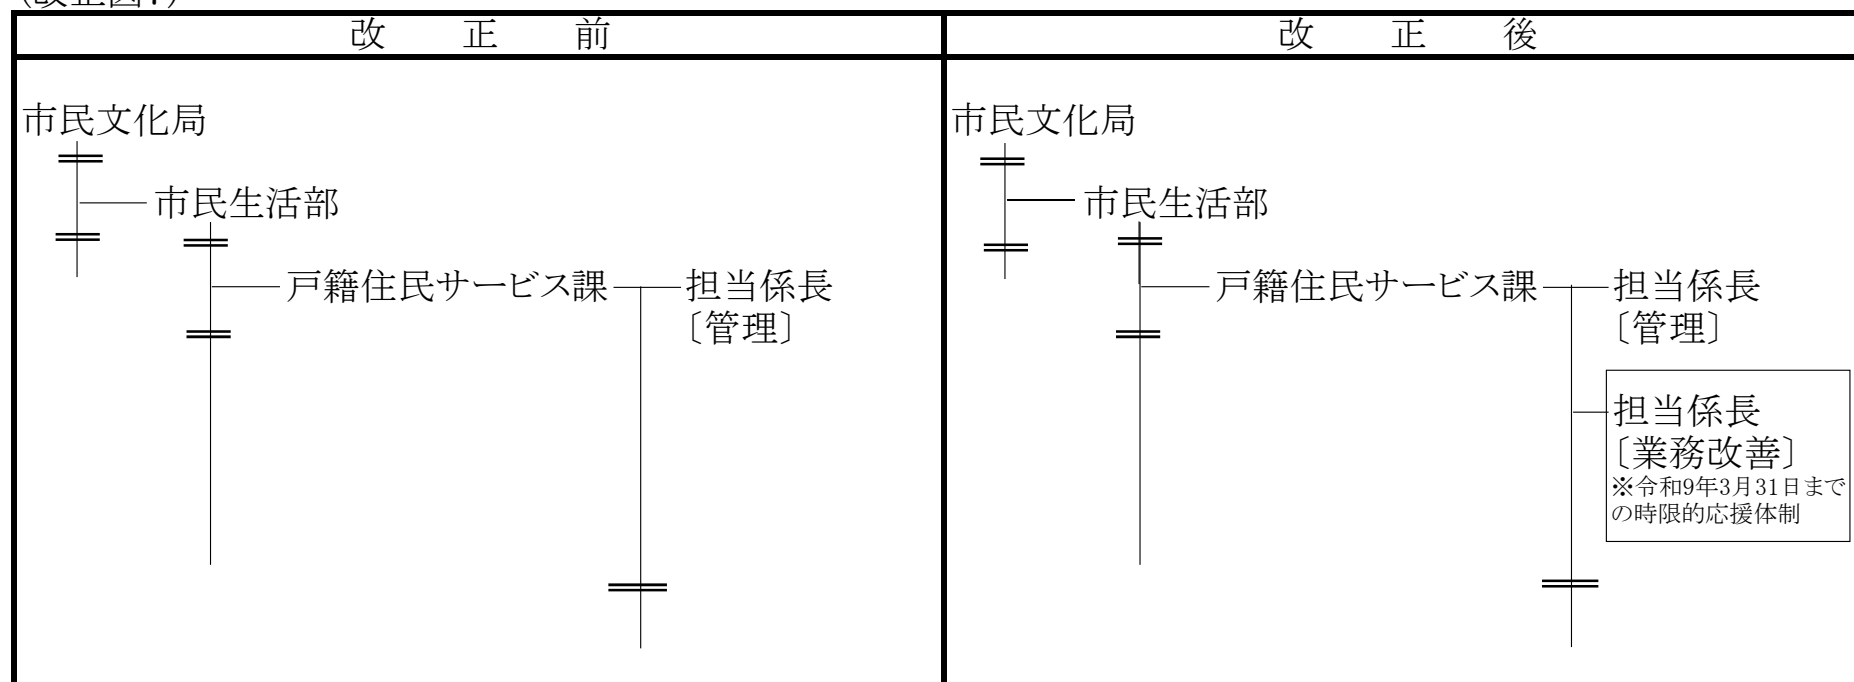 改正前
市民文化局
市民生活部
戸籍住民サービス課
担当係長
〔管理〕
改正後
市民文化局
市民生活部
戸籍住民サービス課
担当係長
〔管理〕
担当係長
〔業務改善〕
※令和9年3月31日まで
の時限的応援体制